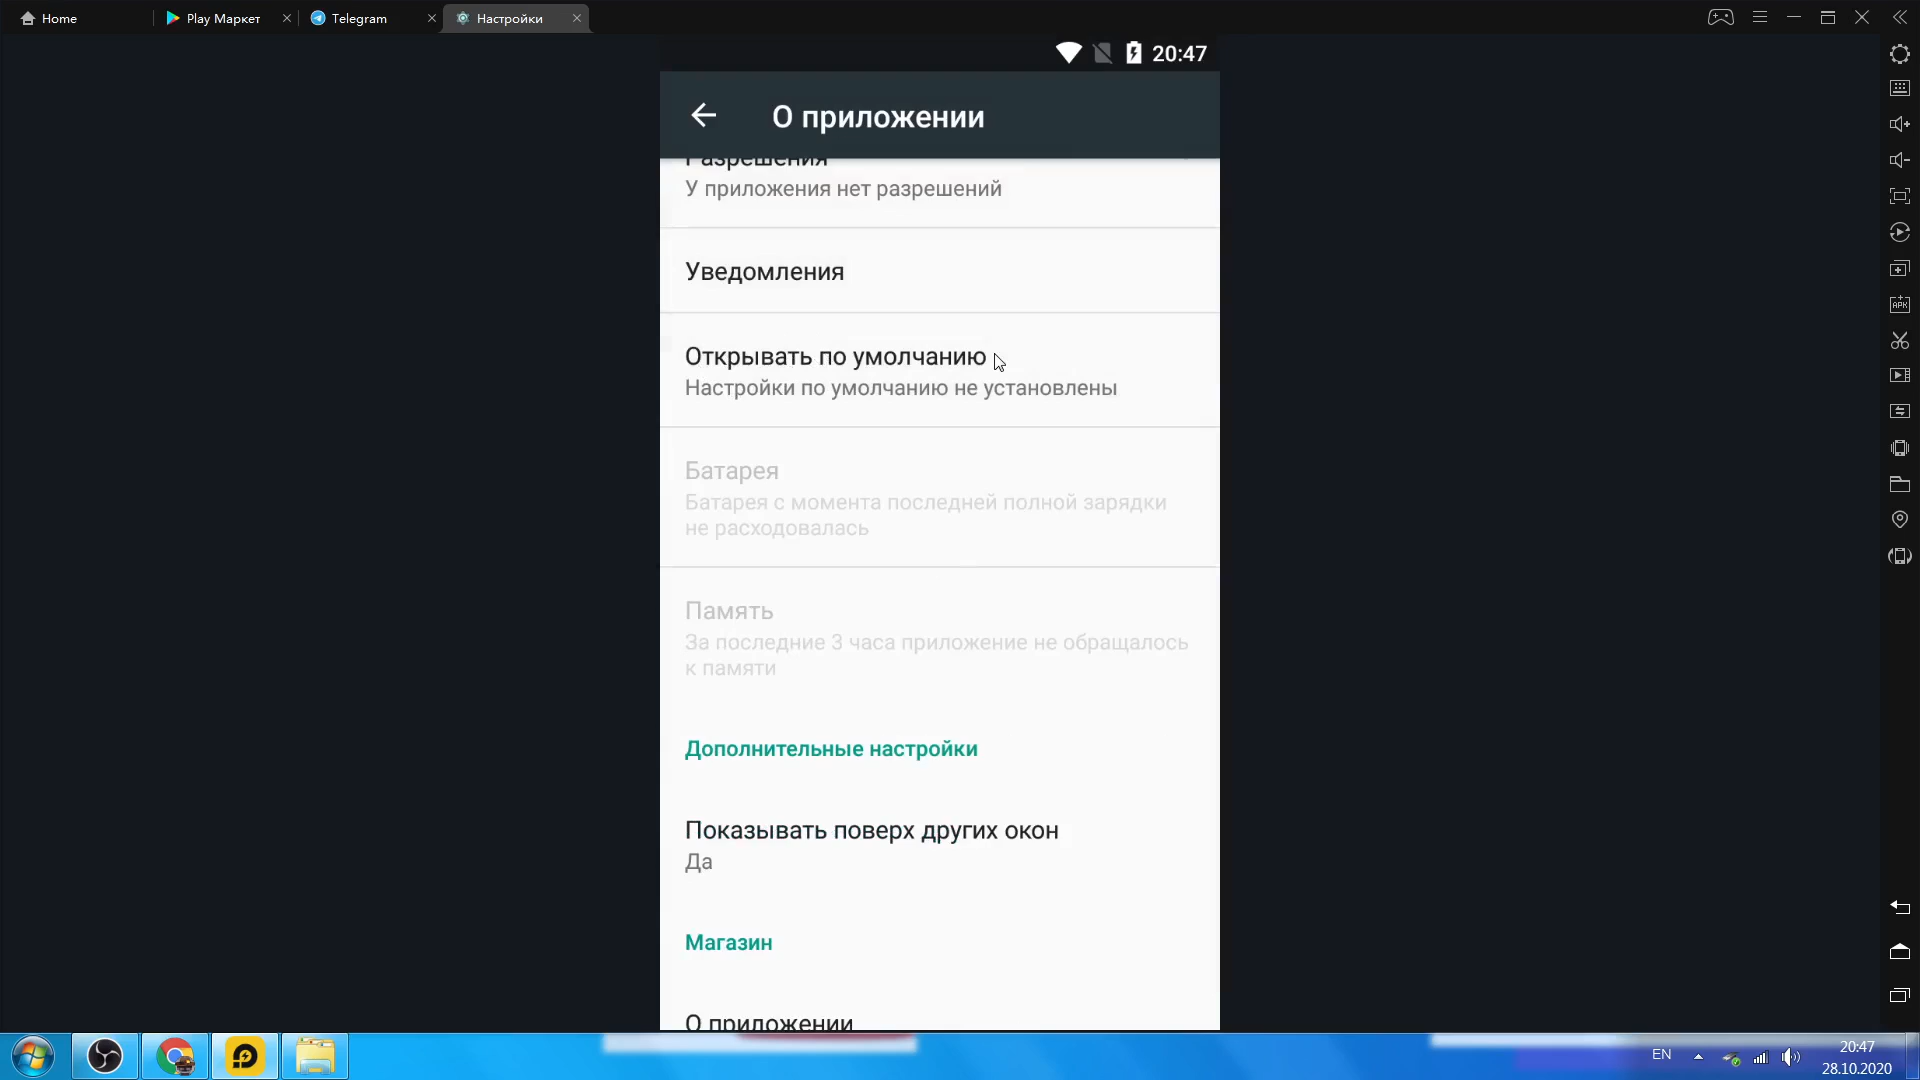 Home
Play Маркет
Telegram
Настройки
20:47
О приложении
Разрешения
У приложения нет разрешений
Уведомления
Открывать по умолчанию
Настройки по умолчанию не установлены
Батарея
Батарея с момента последней полной зарядки
не расходовалась
Память
За последние 3 часа приложение не обращалось
к памяти
Дополнительные настройки
Показывать поверх других окон
Да
Магазин
О приложении
APK
EN
20:47
28.10.2020